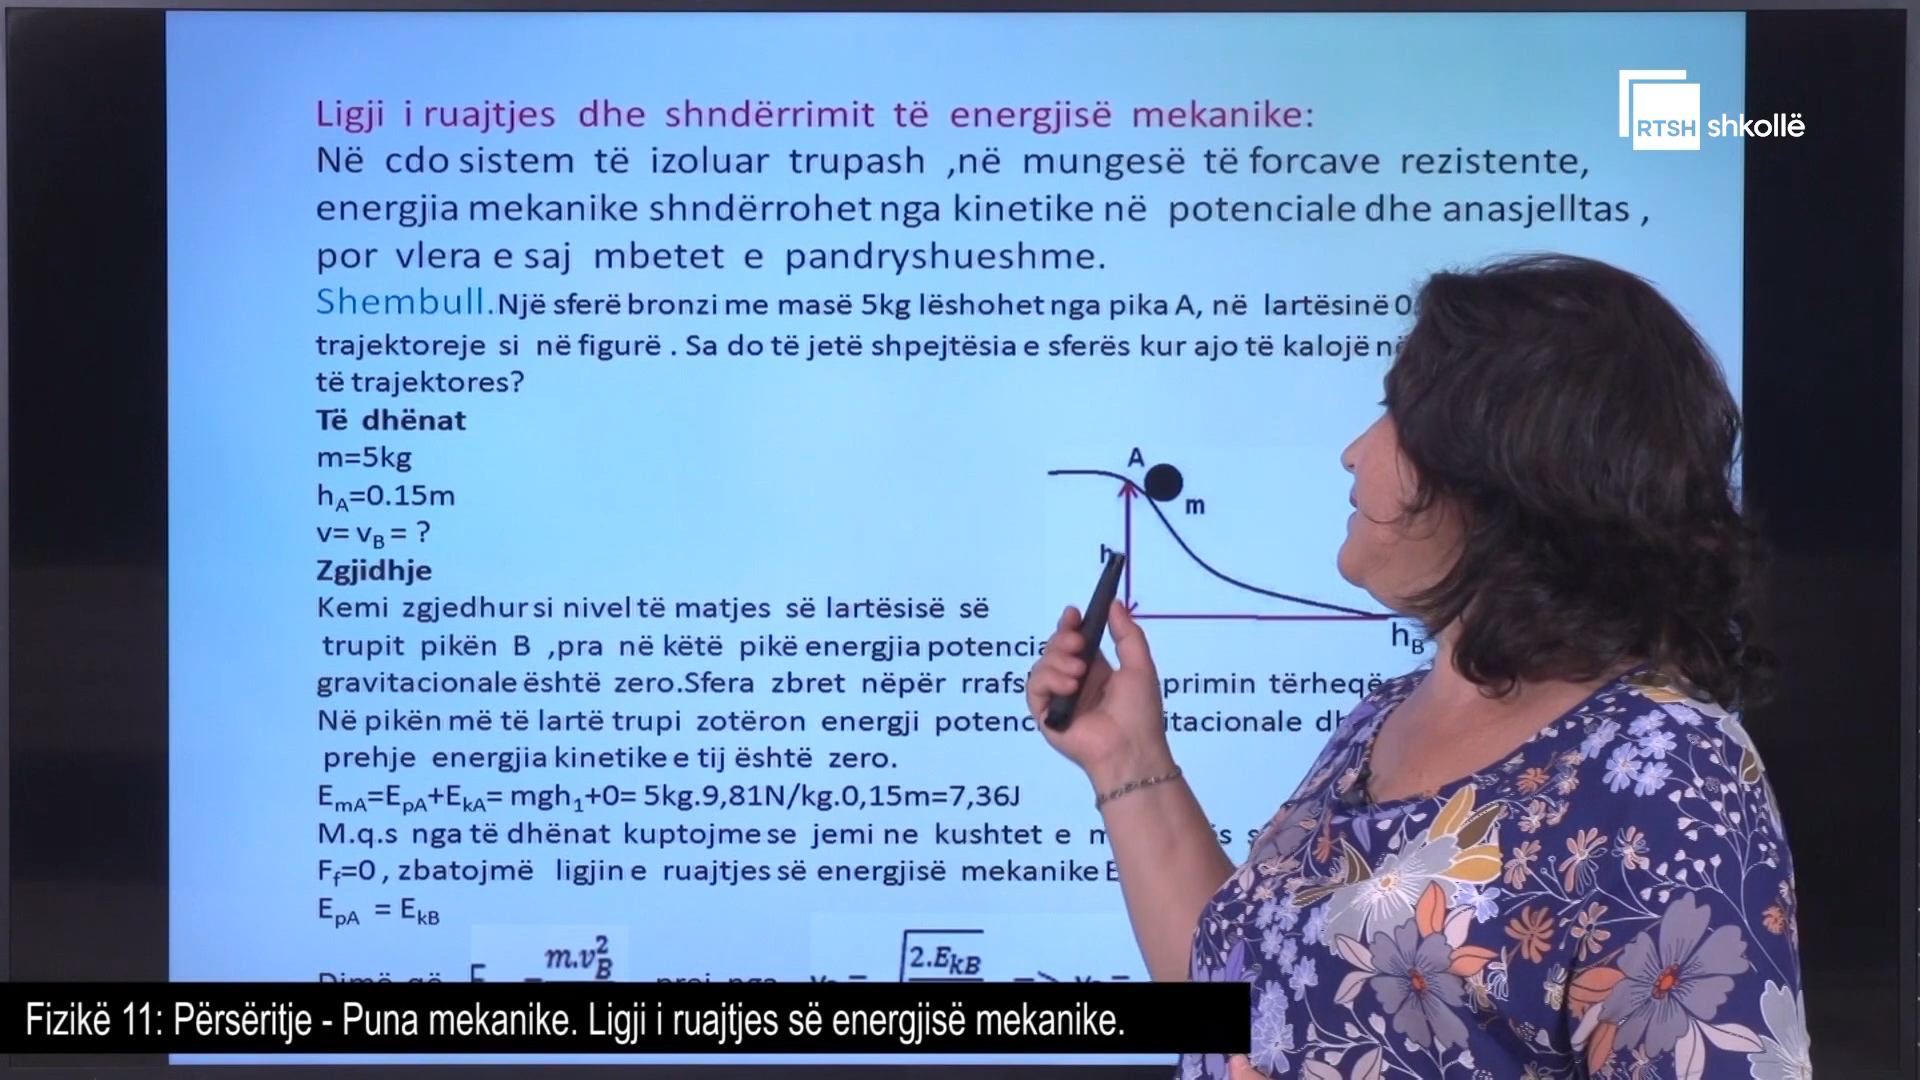 Ligji i ruajtjes dhe shndërrimit të energjisë mekanike:
Në cdo sistem të izoluar trupash ,në mungesë të forcave rezistente,
energjia mekanike shndërrohet nga kinetike në potenciale dhe anasjelltas ,
por vlera e saj mbetet e pandryshueshme.
Shembull.Një sferë bronzi me masë 5kg lëshohet nga pika A, në lartësinë
trajektoreje si në figurë . Sa do të jetë shpejtësia e sferës kur ajo të kalojë
të trajektores?
Të dhënat
m=5kg
hA=0.15m
v= vB = ?
Zgjidhje
Kemi zgjedhur si nivel të matjes së lartësisë së
trupit pikën B ,pra në këtë pikë energjia
gravitacionale është zero.Sfera zbret nëpër
Në pikën më të lartë trupi zotëron energji
prehje energjia kinetike e tij është zero.
EmA=EpA+EkA= mgh1+0= 5kg.9,81N/kg.0,15m=7,36J
M.q.s nga të dhënat kuptojme se jemi ne kushtet e
Ff=0 , zbatojmë ligjin e ruajtjes së energjisë mekanike
EpA = EkB
m.v²B
2.EkB
A
m
h
hB
RTSH shkollë
Fizikë 11: Përsëritje - Puna mekanike. Ligji i ruajtjes së energjisë mekanike.